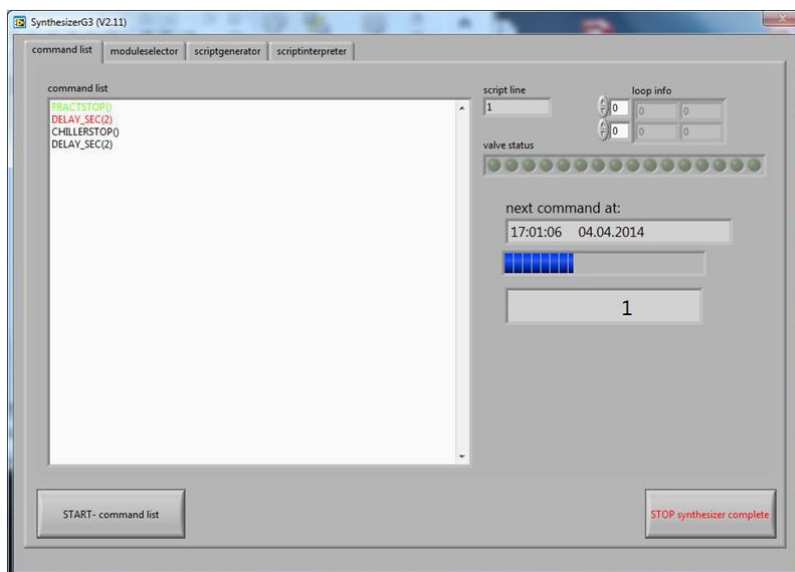 SynthesizerG3 (V2.11)
command list moduleselector scriptgenerator scriptinterpreter
command list
FRACTSTOP()
DELAY_SEC(2)
CHILLERSTOP()
DELAY_SEC(2)
script line
1
loop info
0 0 0
0 0 0
valve status
next command at:
17:01:06 04.04.2014
1
START- command list
STOP synthesizer complete